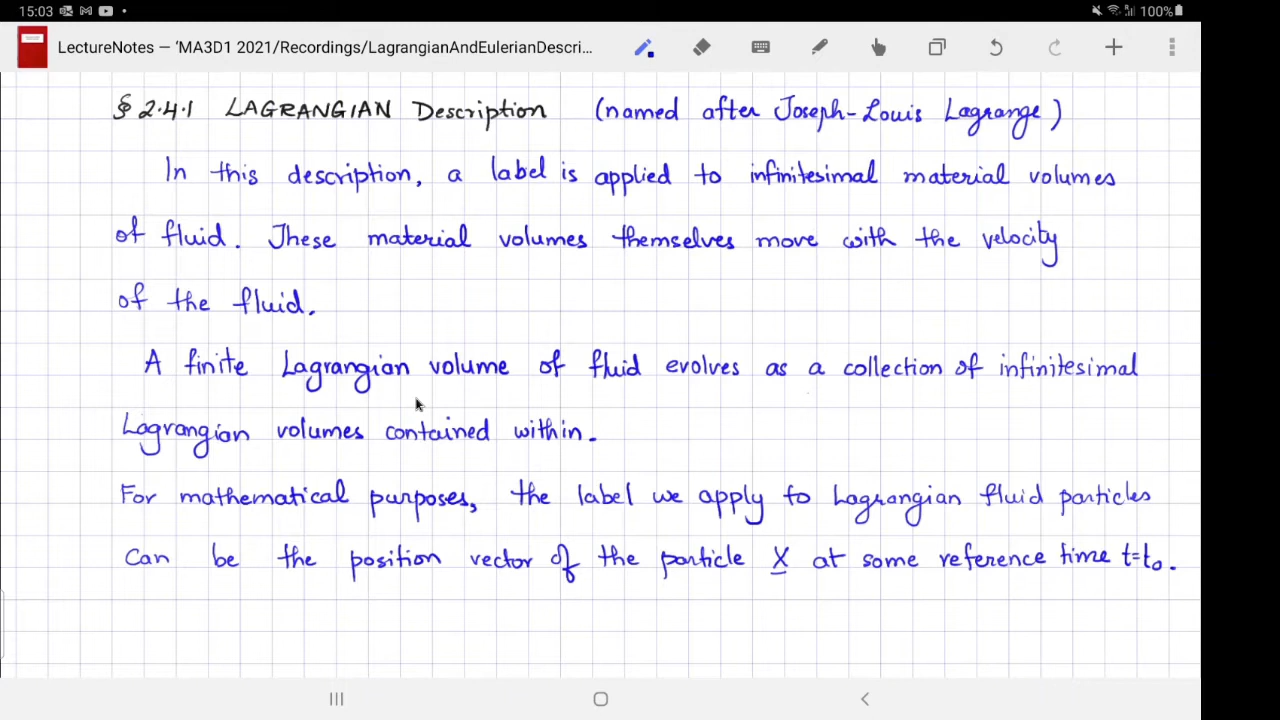 15:03 100%
LectureNotes — ‘MA3D1 2021/Recordings/LagrangianAndEulerianDescri...
§ 2.4.1 LAGRANGIAN Description (named after Joseph-Louis Lagrange)
In this description, a label is applied to infinitesimal material volumes
of fluid. These material volumes themselves move with the velocity
of the fluid.
A finite Lagrangian volume of fluid evolves as a collection of infinitesimal
Lagrangian volumes contained within.
For mathematical purposes, the label we apply to Lagrangian fluid particles
Can be the position vector of the particle X at some reference time t=t₀.